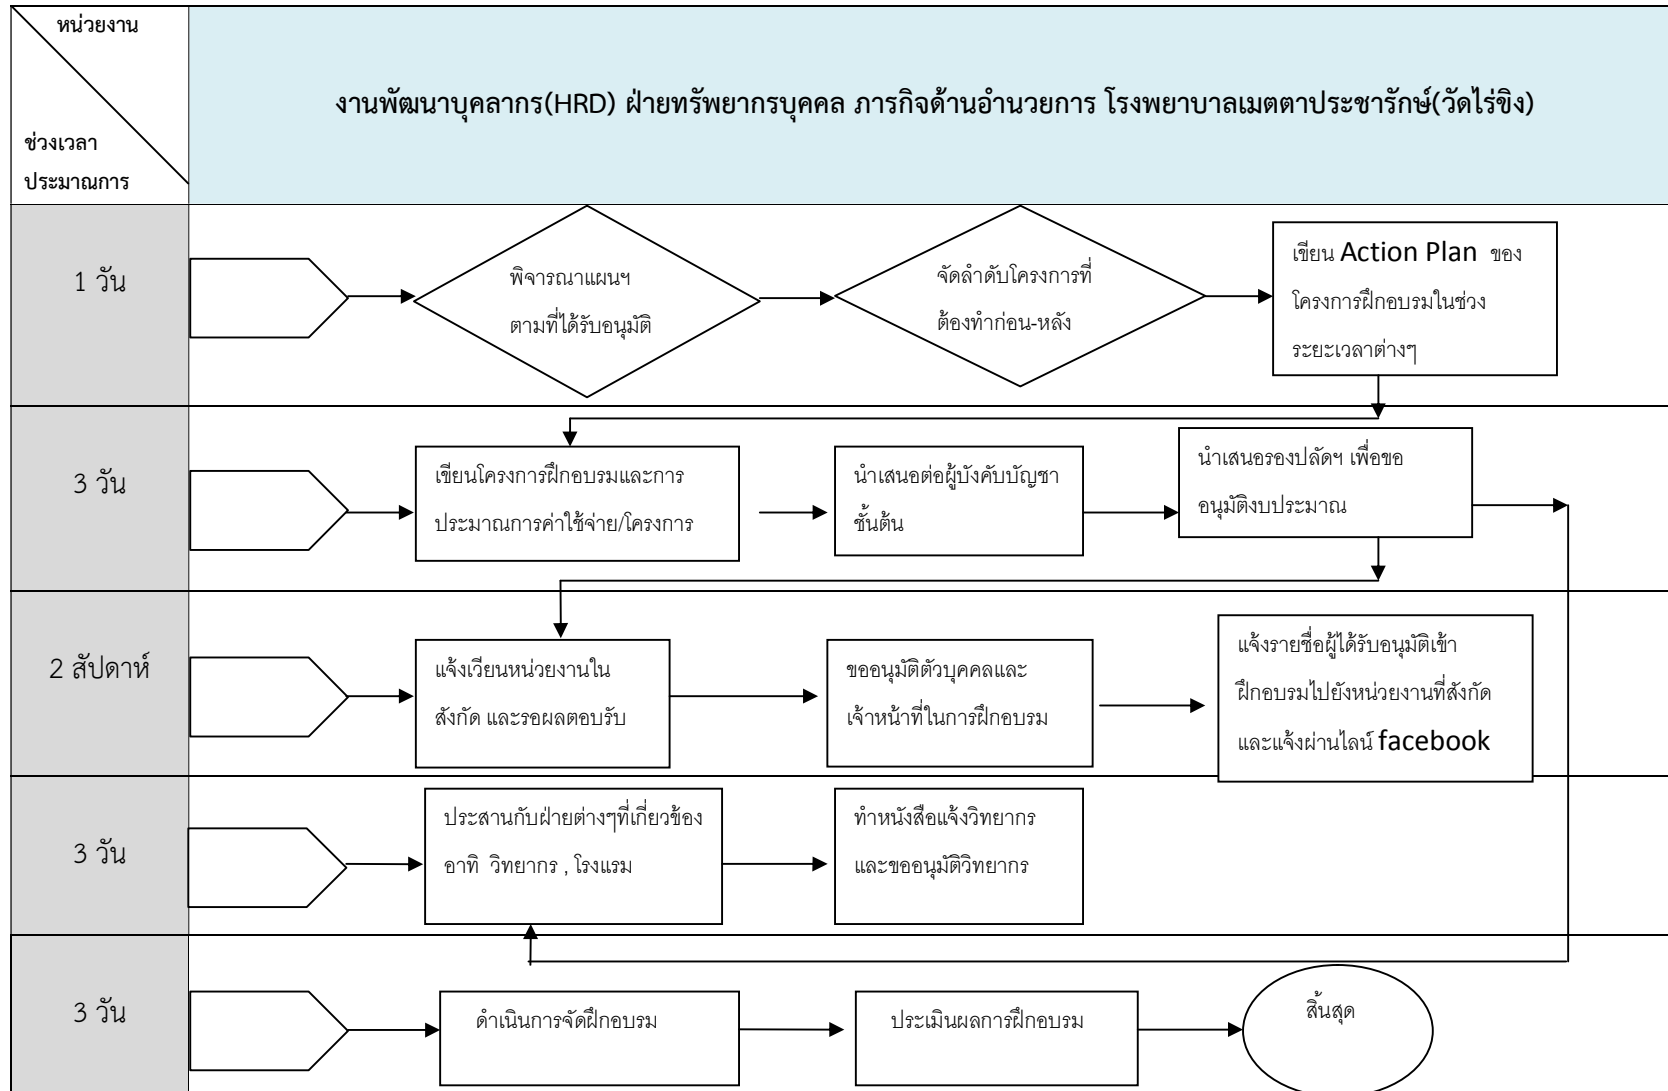 หน่วยงาน
ช่วงเวลา
ประมาณการ
งานพัฒนาบุคลากร(HRD) ฝ่ายทรัพยากรบุคคล ภารกิจด้านอำนวยการ โรงพยาบาลเมตตาประชารักษ์(วัดไร่ขิง)
1 วัน
พิจารณาแผนฯ
ตามที่ได้รับอนุมัติ
จัดลำดับโครงการที่
ต้องทำก่อน-หลัง
เขียน Action Plan ของ
โครงการฝึกอบรมในช่วง
ระยะเวลาต่างๆ
3 วัน
เขียนโครงการฝึกอบรมและการ
ประมาณการค่าใช้จ่าย/โครงการ
นำเสนอต่อผู้บังคับบัญชา
ชั้นต้น
นำเสนอรองปลัดฯ เพื่อขอ
อนุมัติงบประมาณ
2 สัปดาห์
แจ้งเวียนหน่วยงานใน
สังกัด และรอผลตอบรับ
ขออนุมัติตัวบุคคลและ
เจ้าหน้าที่ในการฝึกอบรม
แจ้งรายชื่อผู้ได้รับอนุมัติเข้า
ฝึกอบรมไปยังหน่วยงานที่สังกัด
และแจ้งผ่านไลน์ facebook
3 วัน
ประสานกับฝ่ายต่างๆที่เกี่ยวข้อง
อาทิ วิทยากร , โรงแรม
ทำหนังสือแจ้งวิทยากร
และขออนุมัติวิทยากร
3 วัน
ดำเนินการจัดฝึกอบรม
ประเมินผลการฝึกอบรม
สิ้นสุด